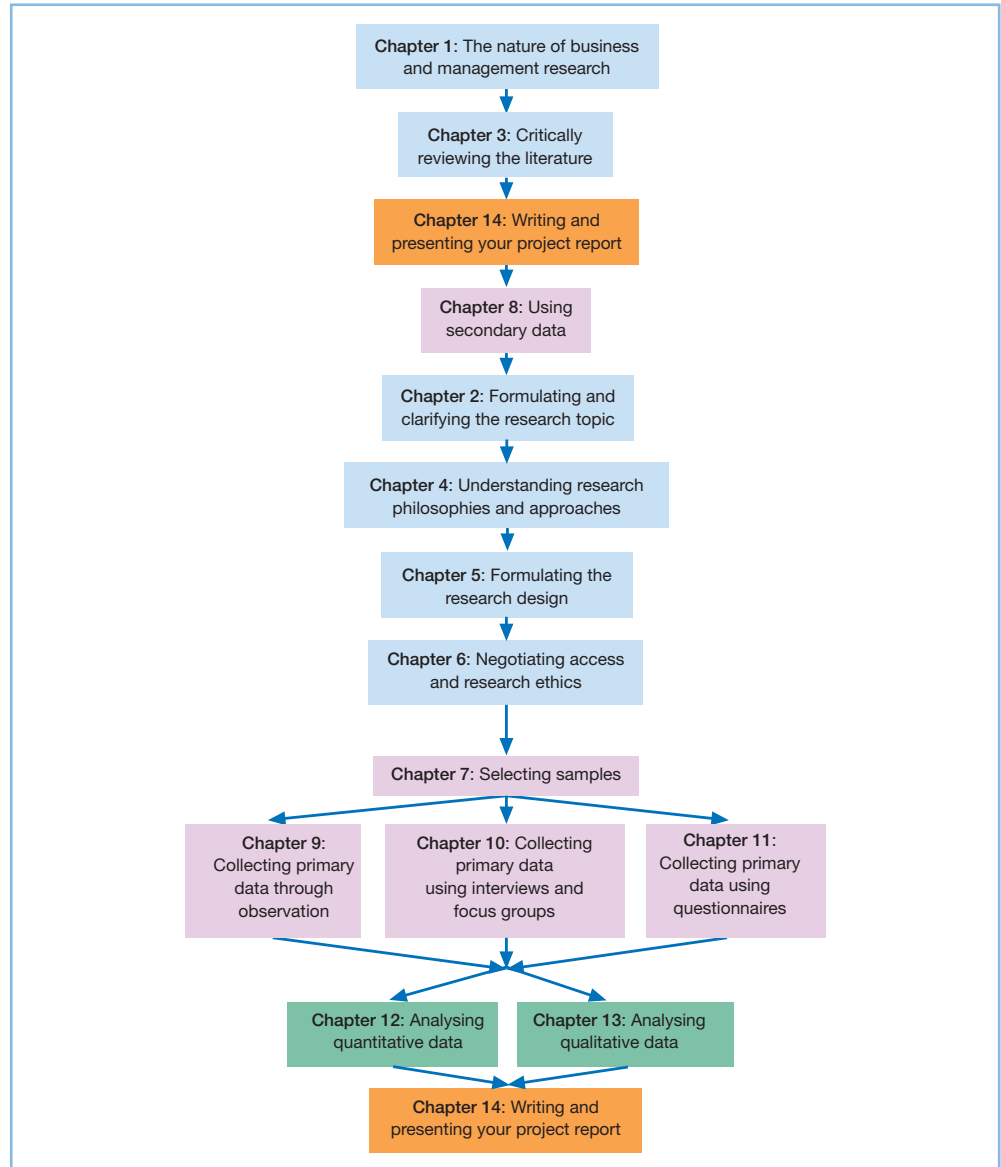 Chapter 1: The nature of business
and management research
Chapter 3: Critically
reviewing the literature
Chapter 14: Writing and
presenting your project report
Chapter 8: Using
secondary data
Chapter 2: Formulating and
clarifying the research topic
Chapter 4: Understanding research
philosophies and approaches
Chapter 5: Formulating the
research design
Chapter 6: Negotiating access
and research ethics
Chapter 7: Selecting samples
Chapter 9:
Collecting primary
data through
observation
Chapter 10: Collecting
primary data
using interviews and
focus groups
Chapter 11:
Collecting primary
data using
questionnaires
Chapter 12: Analysing
quantitative data
Chapter 13: Analysing
qualitative data
Chapter 14: Writing and
presenting your project report